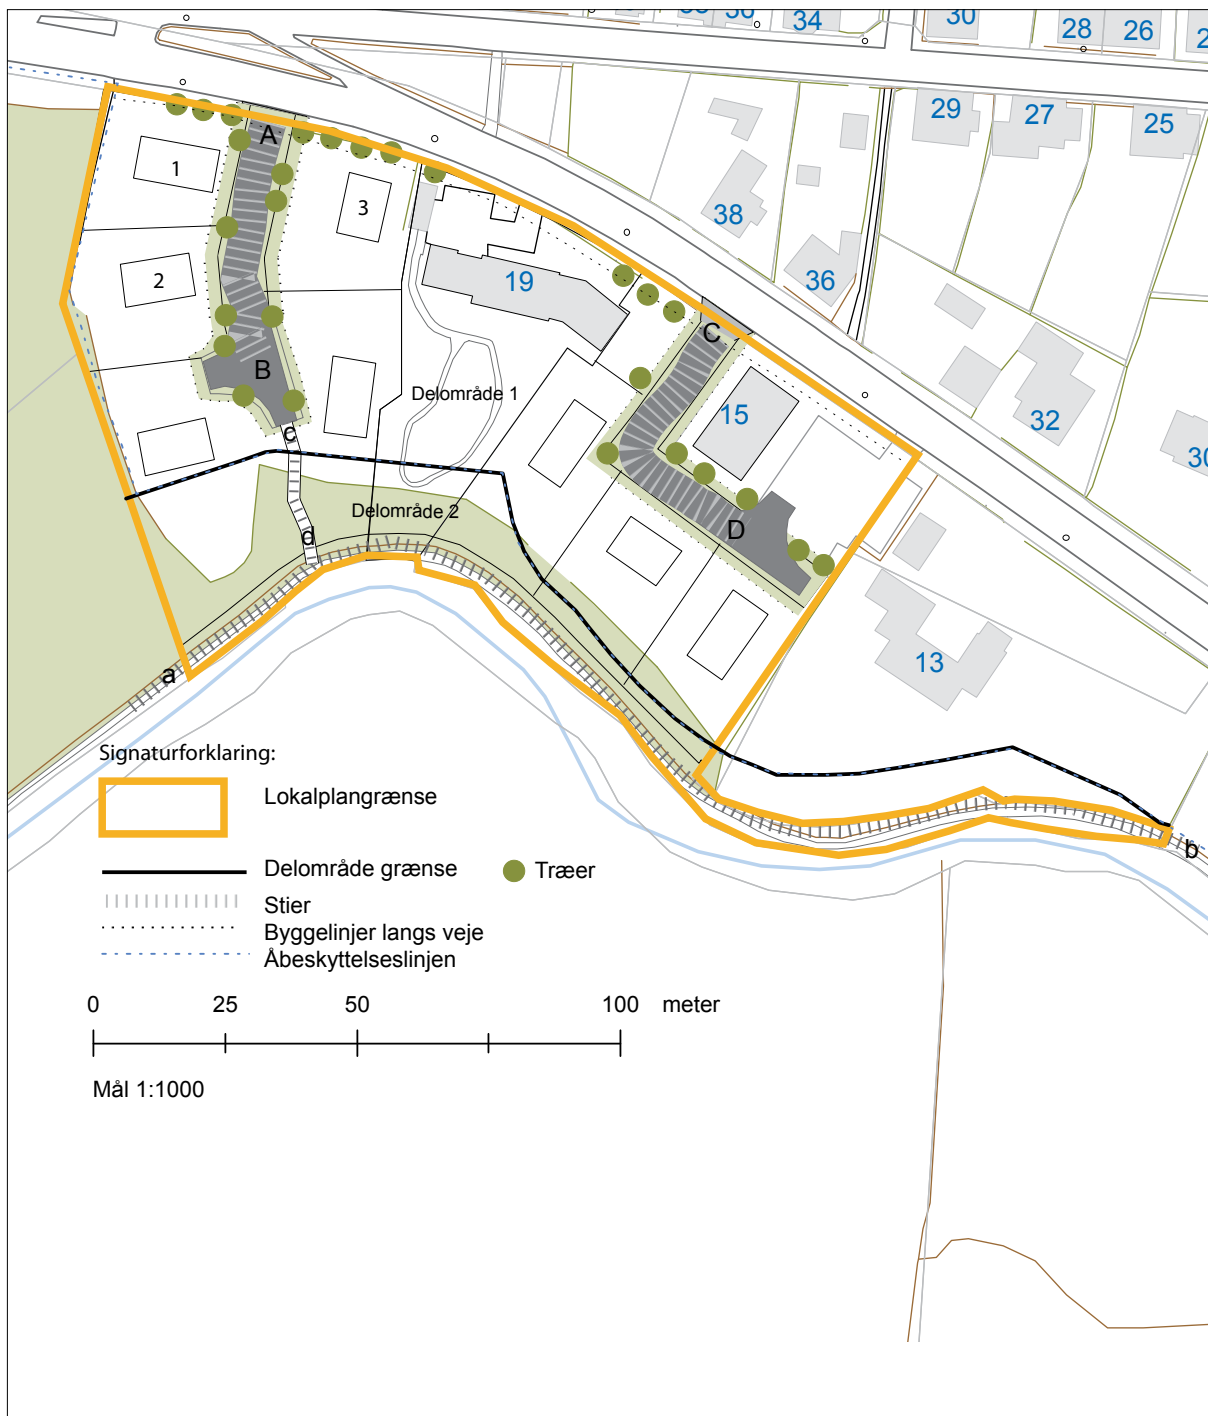 34
30
28
26
29
27
25
A
1
3
38
2
19
36
C
B
Delområde 1
15
32
c
30
Delområde 2
d
D
13
a
Signaturforklaring:
Lokalplangrænse
b
Delområde grænse
Træer
Stier
Byggelinjer langs veje
Åbeskyttelseslinjen
0 25 50 100 meter
Mål 1:1000